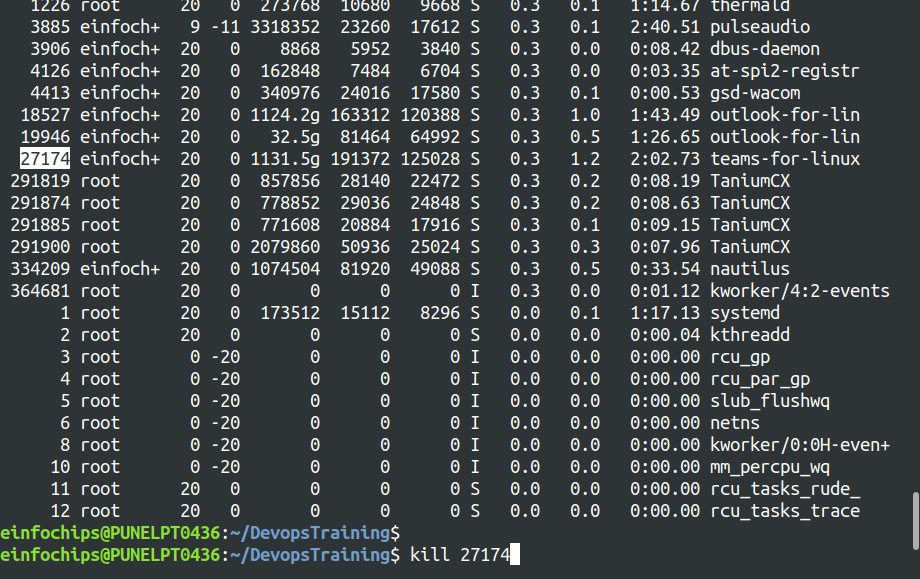 1226 root 20 0 273768 10680 9668 S 0.3 0.1 1:14.67 thermald
3885 einfoch+ 9 -11 3318352 23260 17612 S 0.3 0.1 2:40.51 pulseaudio
3906 einfoch+ 20 0 8868 5952 3840 S 0.3 0.0 0:08.42 dbus-daemon
4126 einfoch+ 20 0 162848 7484 6704 S 0.3 0.0 0:03.35 at-spi2-registr
4413 einfoch+ 20 0 340976 24016 17580 S 0.3 0.1 0:00.53 gsd-wacom
18527 einfoch+ 20 0 1124.2g 163312 120388 S 0.3 1.0 1:43.49 outlook-for-lin
19946 einfoch+ 20 0 32.5g 81464 64992 S 0.3 0.5 1:26.65 outlook-for-lin
27174 einfoch+ 20 0 1131.5g 191372 125028 S 0.3 1.2 2:02.73 teams-for-linux
291819 root 20 0 857856 28140 22472 S 0.3 0.2 0:08.19 TaniumCX
291874 root 20 0 778852 29036 24848 S 0.3 0.2 0:08.63 TaniumCX
291885 root 20 0 771608 20884 17916 S 0.3 0.1 0:09.15 TaniumCX
291900 root 20 0 2079860 50936 25024 S 0.3 0.3 0:07.96 TaniumCX
334209 einfoch+ 20 0 1074504 81920 49088 S 0.3 0.5 0:33.54 nautilus
364681 root 20 0 0 0 0 I 0.3 0.0 0:01.12 kworker/4:2-events
1 root 20 0 173512 15112 8296 S 0.0 0.1 1:17.13 systemd
2 root 20 0 0 0 0 S 0.0 0.0 0:00.04 kthreadd
3 root 0 -20 0 0 0 I 0.0 0.0 0:00.00 rcu_gp
4 root 0 -20 0 0 0 I 0.0 0.0 0:00.00 rcu_par_gp
5 root 0 -20 0 0 0 I 0.0 0.0 0:00.00 slub_flushwq
6 root 0 -20 0 0 0 I 0.0 0.0 0:00.00 netns
8 root 0 -20 0 0 0 I 0.0 0.0 0:00.00 kworker/0:0H-even+
10 root 0 -20 0 0 0 I 0.0 0.0 0:00.00 mm_percpu_wq
11 root 20 0 0 0 0 S 0.0 0.0 0:00.00 rcu_tasks_rude_
12 root 20 0 0 0 0 S 0.0 0.0 0:00.00 rcu_tasks_trace
einfochips@PUNELPT0436:~/DevopsTraining$
einfochips@PUNELPT0436:~/DevopsTraining$ kill 27174